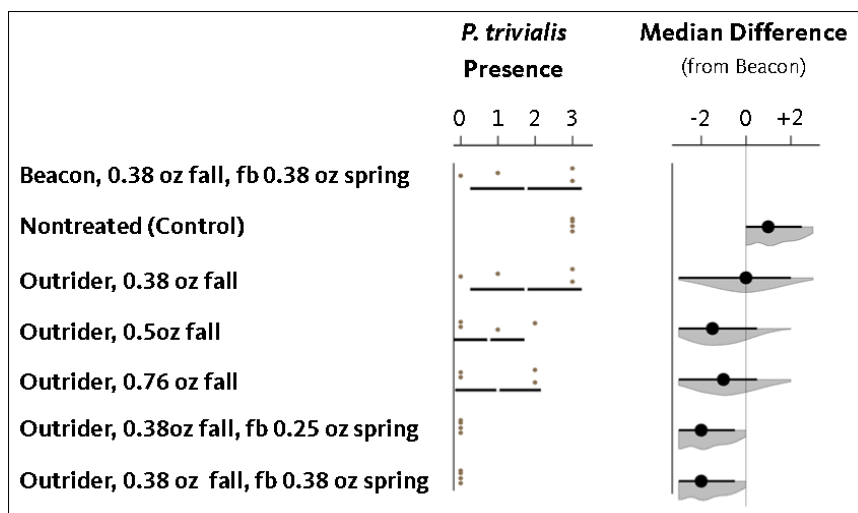 P. trivialis Median Difference
Presence (from Beacon)
0 1 2 3 -2 0 +2
Beacon, 0.38 oz fall, fb 0.38 oz spring
Nontreated (Control)
Outrider, 0.38 oz fall
Outrider, 0.5oz fall
Outrider, 0.76 oz fall
Outrider, 0.38oz fall, fb 0.25 oz spring
Outrider, 0.38 oz fall, fb 0.38 oz spring